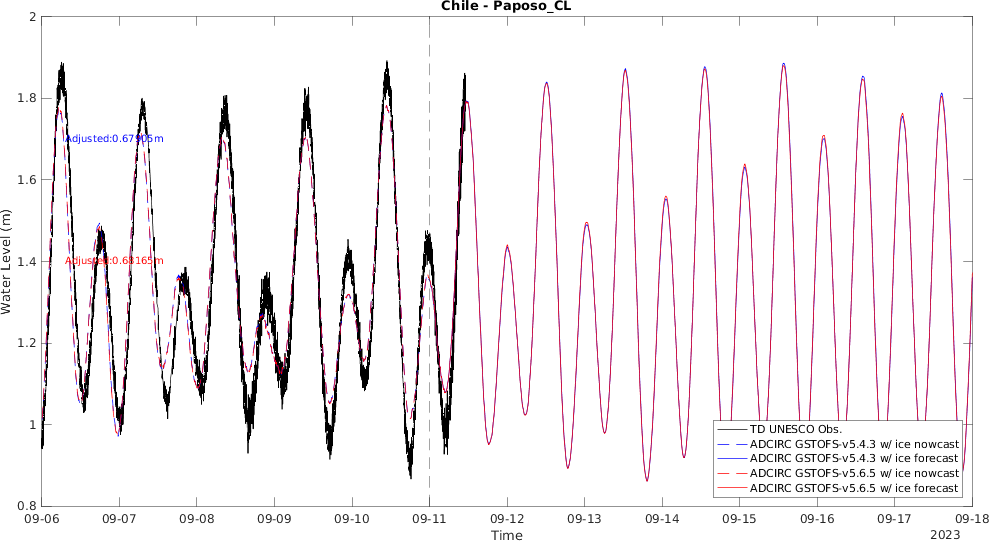 Chile - Paposo_CL
2
1.8
1.6
1.4
1.2
1
0.8
Water Level (m)
Adjusted:0.67905m
Adjusted:0.68165m
TD UNESCO Obs.
ADCIRC GSTOFS-v5.4.3 w/ ice nowcast
ADCIRC GSTOFS-v5.4.3 w/ ice forecast
ADCIRC GSTOFS-v5.6.5 w/ ice nowcast
ADCIRC GSTOFS-v5.6.5 w/ ice forecast
09-06 09-07 09-08 09-09 09-10 09-11 09-12 09-13 09-14 09-15 09-16 09-17 09-18
Time
2023